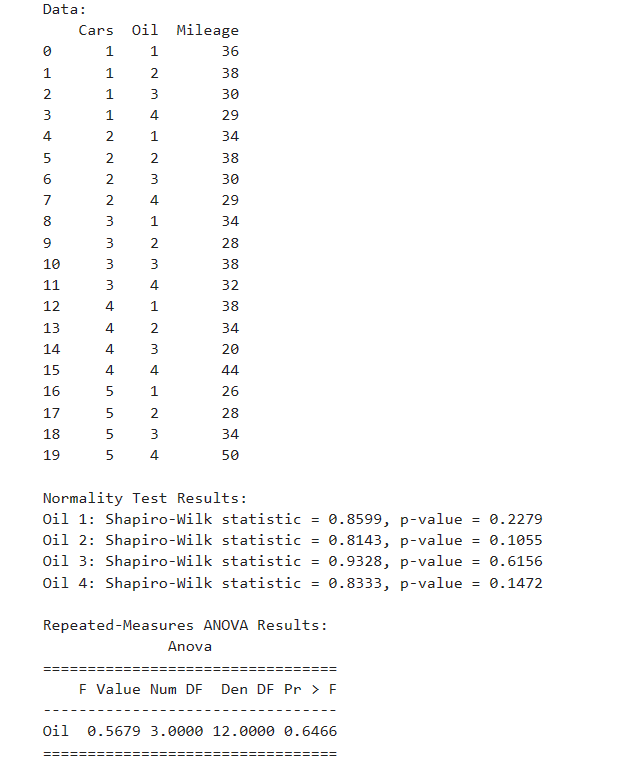 Data:
    Cars  Oil  Mileage
0      1    1       36
1      1    2       38
2      1    3       30
3      1    4       29
4      2    1       34
5      2    2       38
6      2    3       30
7      2    4       29
8      3    1       34
9      3    2       28
10     3    3       38
11     3    4       32
12     4    1       38
13     4    2       34
14     4    3       20
15     4    4       44
16     5    1       26
17     5    2       28
18     5    3       34
19     5    4       50
Normality Test Results:
Oil 1: Shapiro-Wilk statistic = 0.8599, p-value = 0.2279
Oil 2: Shapiro-Wilk statistic = 0.8143, p-value = 0.1055
Oil 3: Shapiro-Wilk statistic = 0.9328, p-value = 0.6156
Oil 4: Shapiro-Wilk statistic = 0.8333, p-value = 0.1472
Repeated-Measures ANOVA Results:
              Anova
=================================
    F Value Num DF  Den DF Pr > F
---------------------------------
Oil  0.5679 3.0000 12.0000 0.6466
=================================